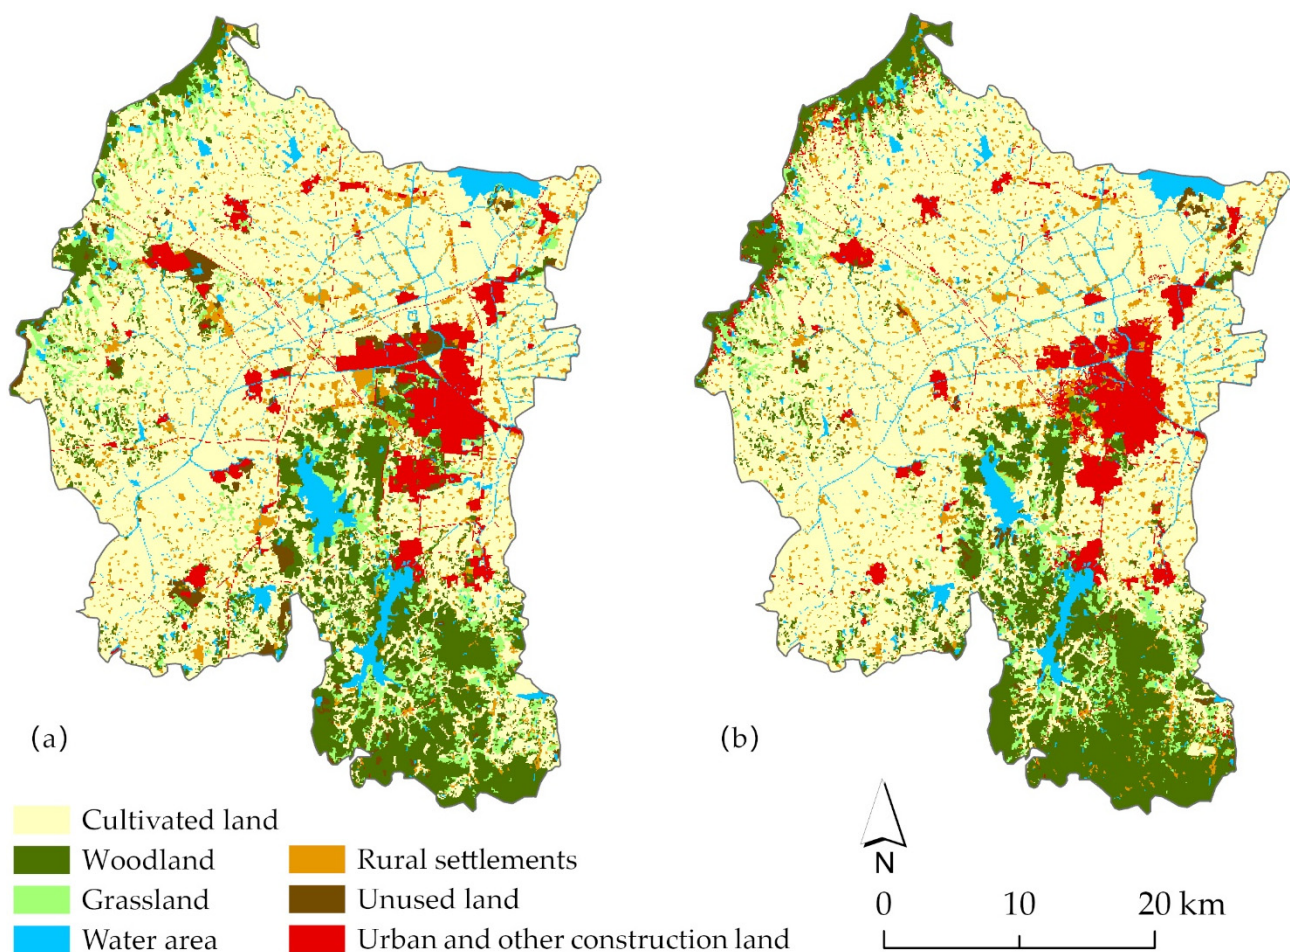 (a)
(b)
Cultivated land
Woodland
Rural settlements
Grassland
Unused land
Water area
Urban and other construction land
N
0 10 20 km